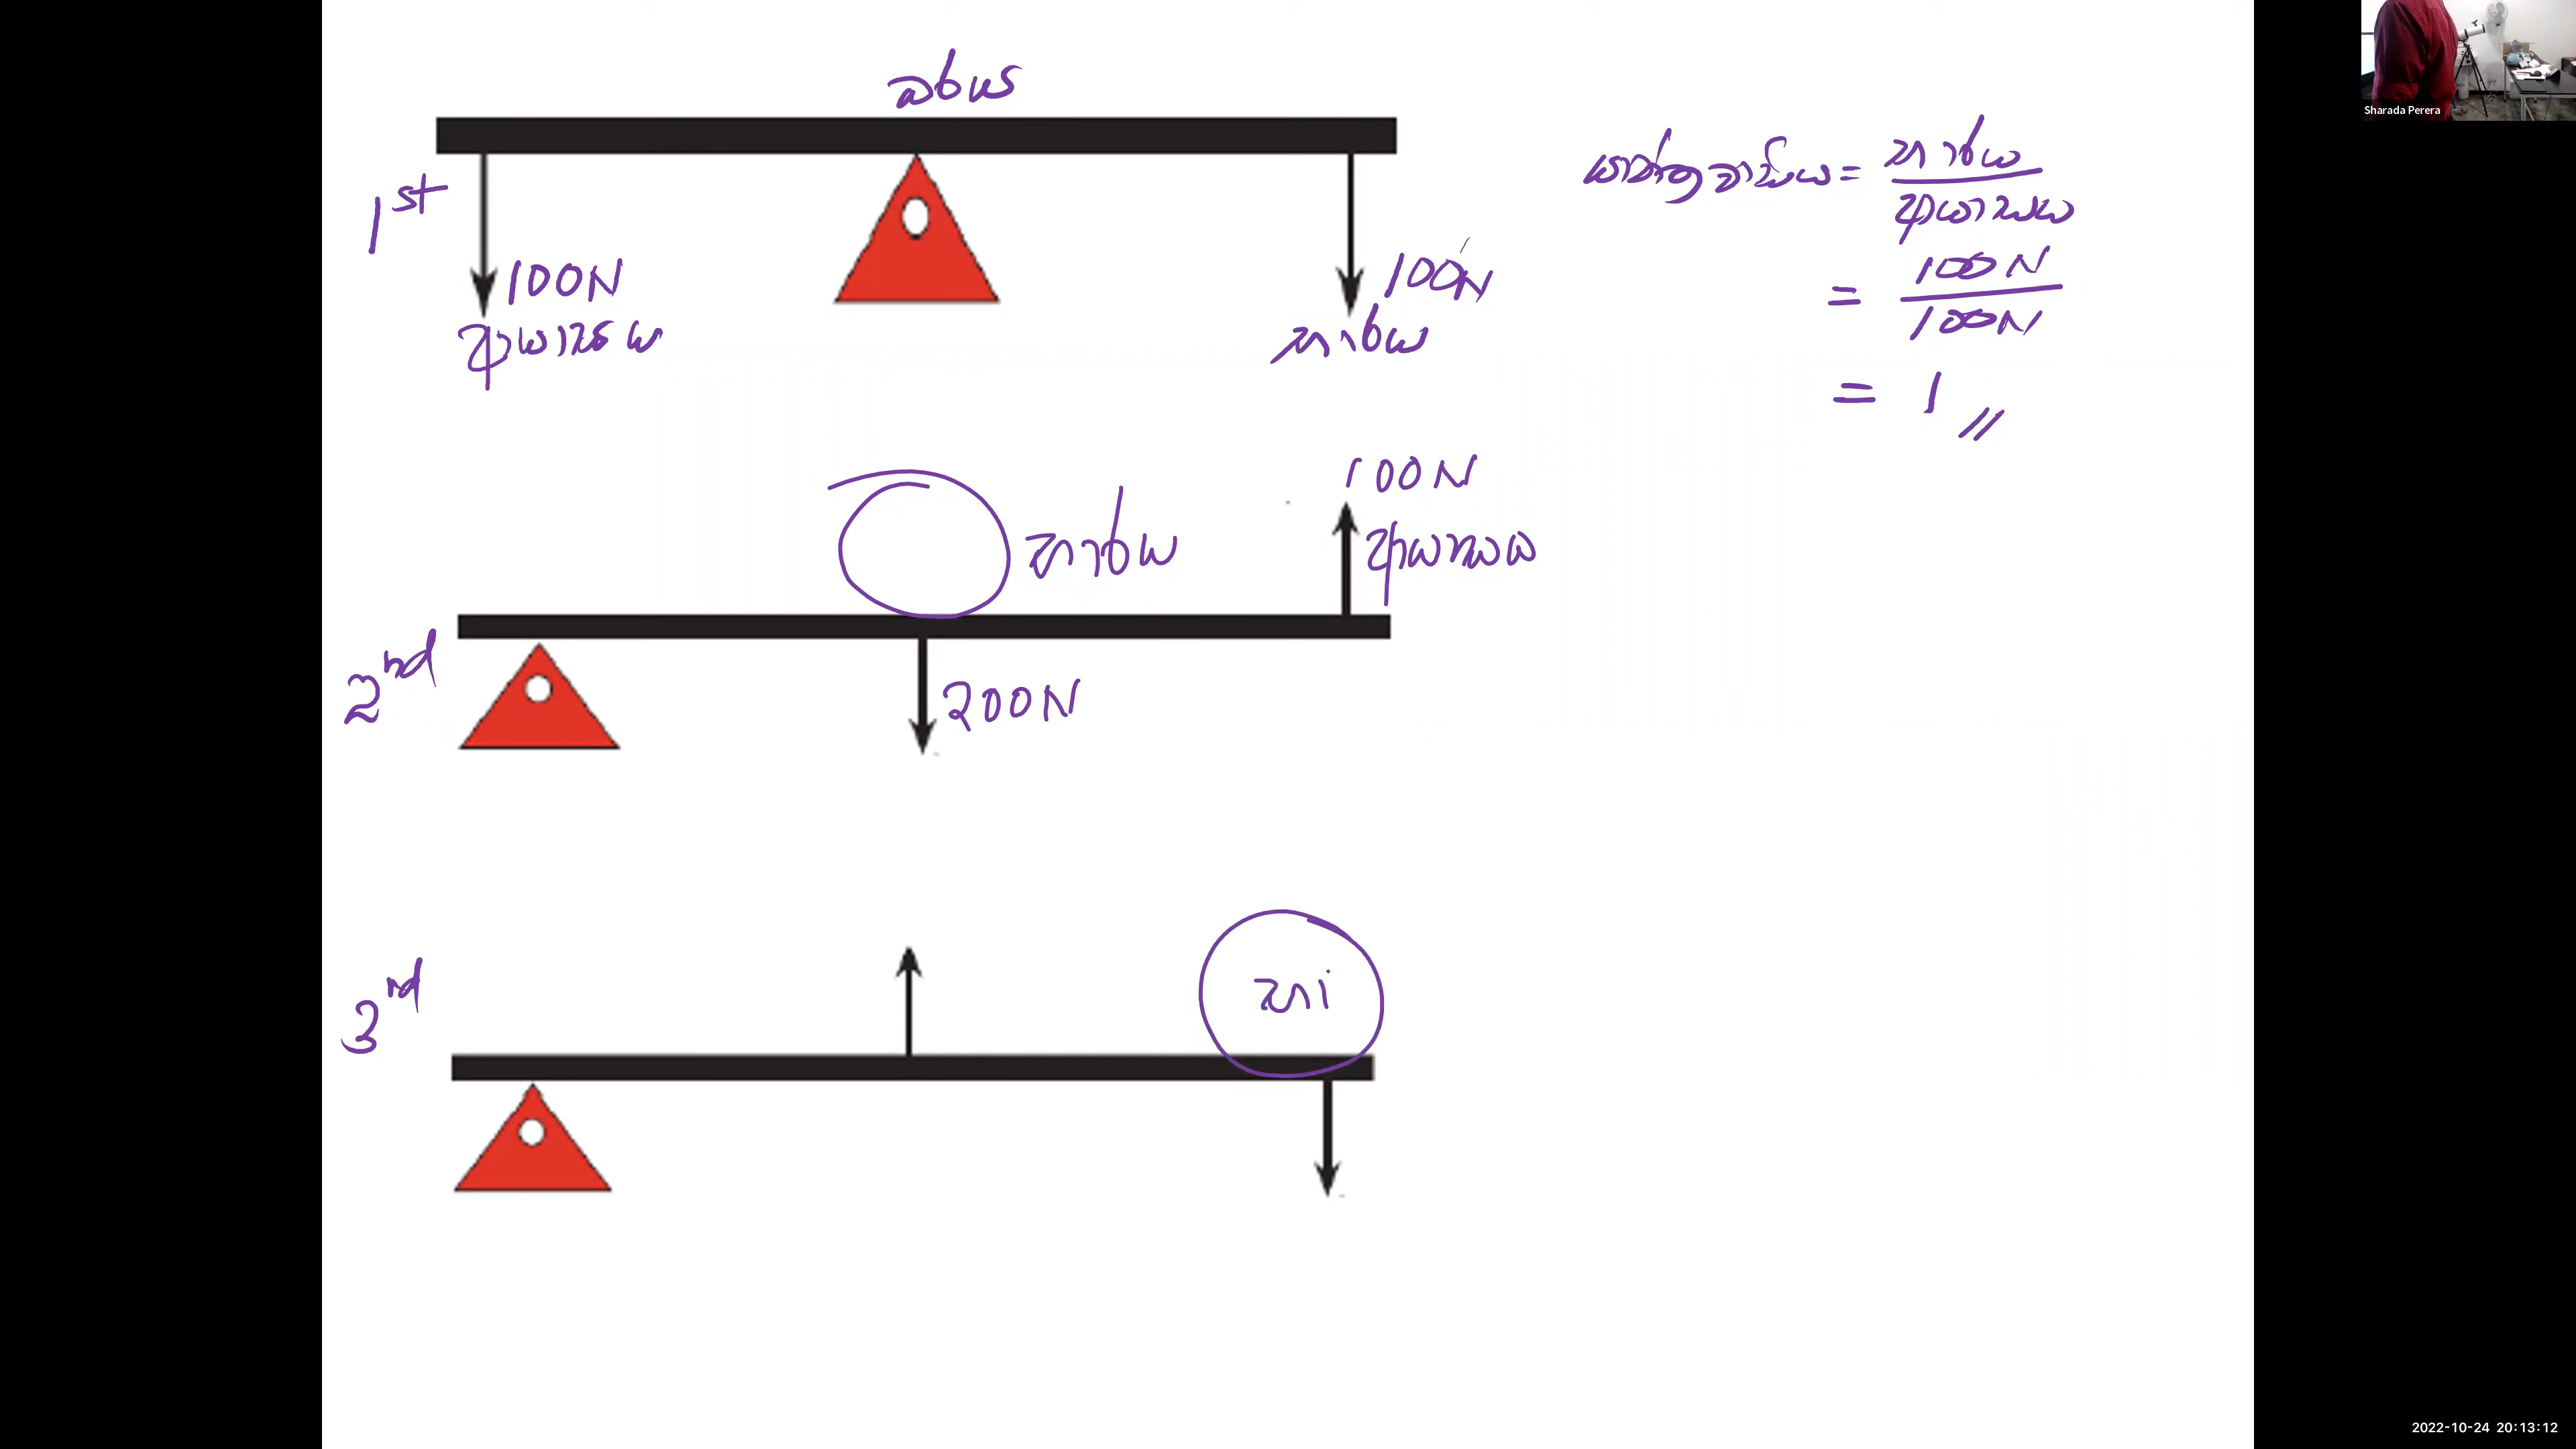 ධරය
1st
100N
ආයාසය
100N
භාරය
යාන්ත්‍ර වාසිය = භාරය
ආයාසය
= 100N
100N
= 1 //
100N
ආයාසය
භාරය
2nd
200N
3rd
Sharada Perera
2022-10-24 20:13:12